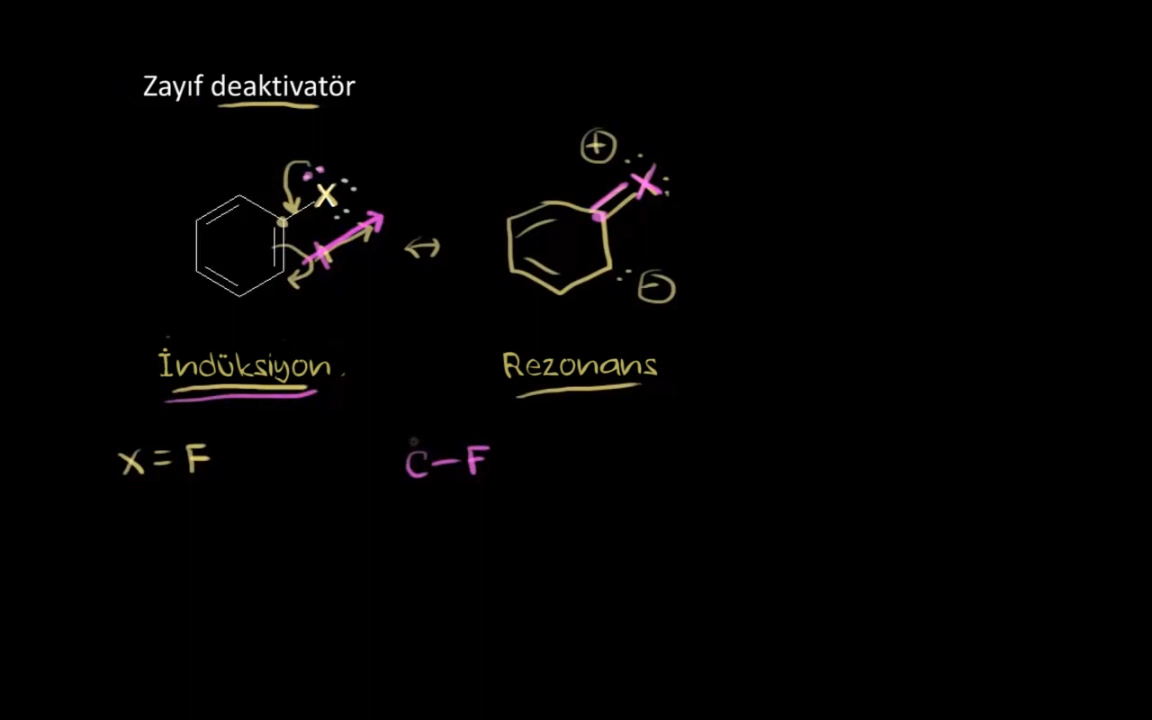 Zayıf deaktivatör
X
+
X
-
İndüksiyon
Rezonans
X = F
C-F